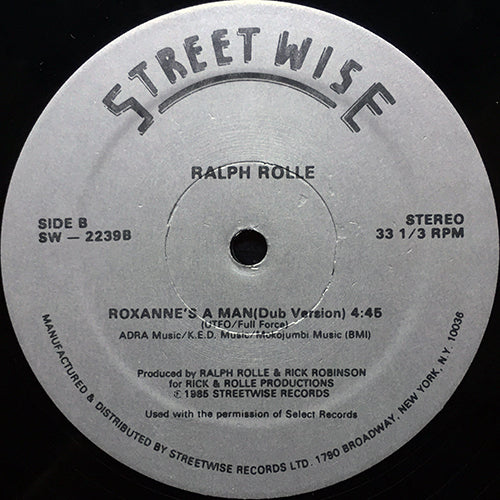 STREETWISE
RALPH ROLLE
SIDE B
SW — 2239B
STEREO
33 1/3 RPM
ROXANNE'S A MAN(Dub Version) 4:45
(UTFO/Full Force)
ADRA Music/K.E.D. Music/Mokojumbi Music (BMI)
Produced by RALPH ROLLE & RICK ROBINSON
for RICK & ROLLE PRODUCTIONS
℗ 1985 STREETWISE RECORDS
Used with the permission of Select Records
MANUFACTURED & DISTRIBUTED BY STREETWISE RECORDS LTD. 1790 BROADWAY, NEW YORK, N.Y. 10036